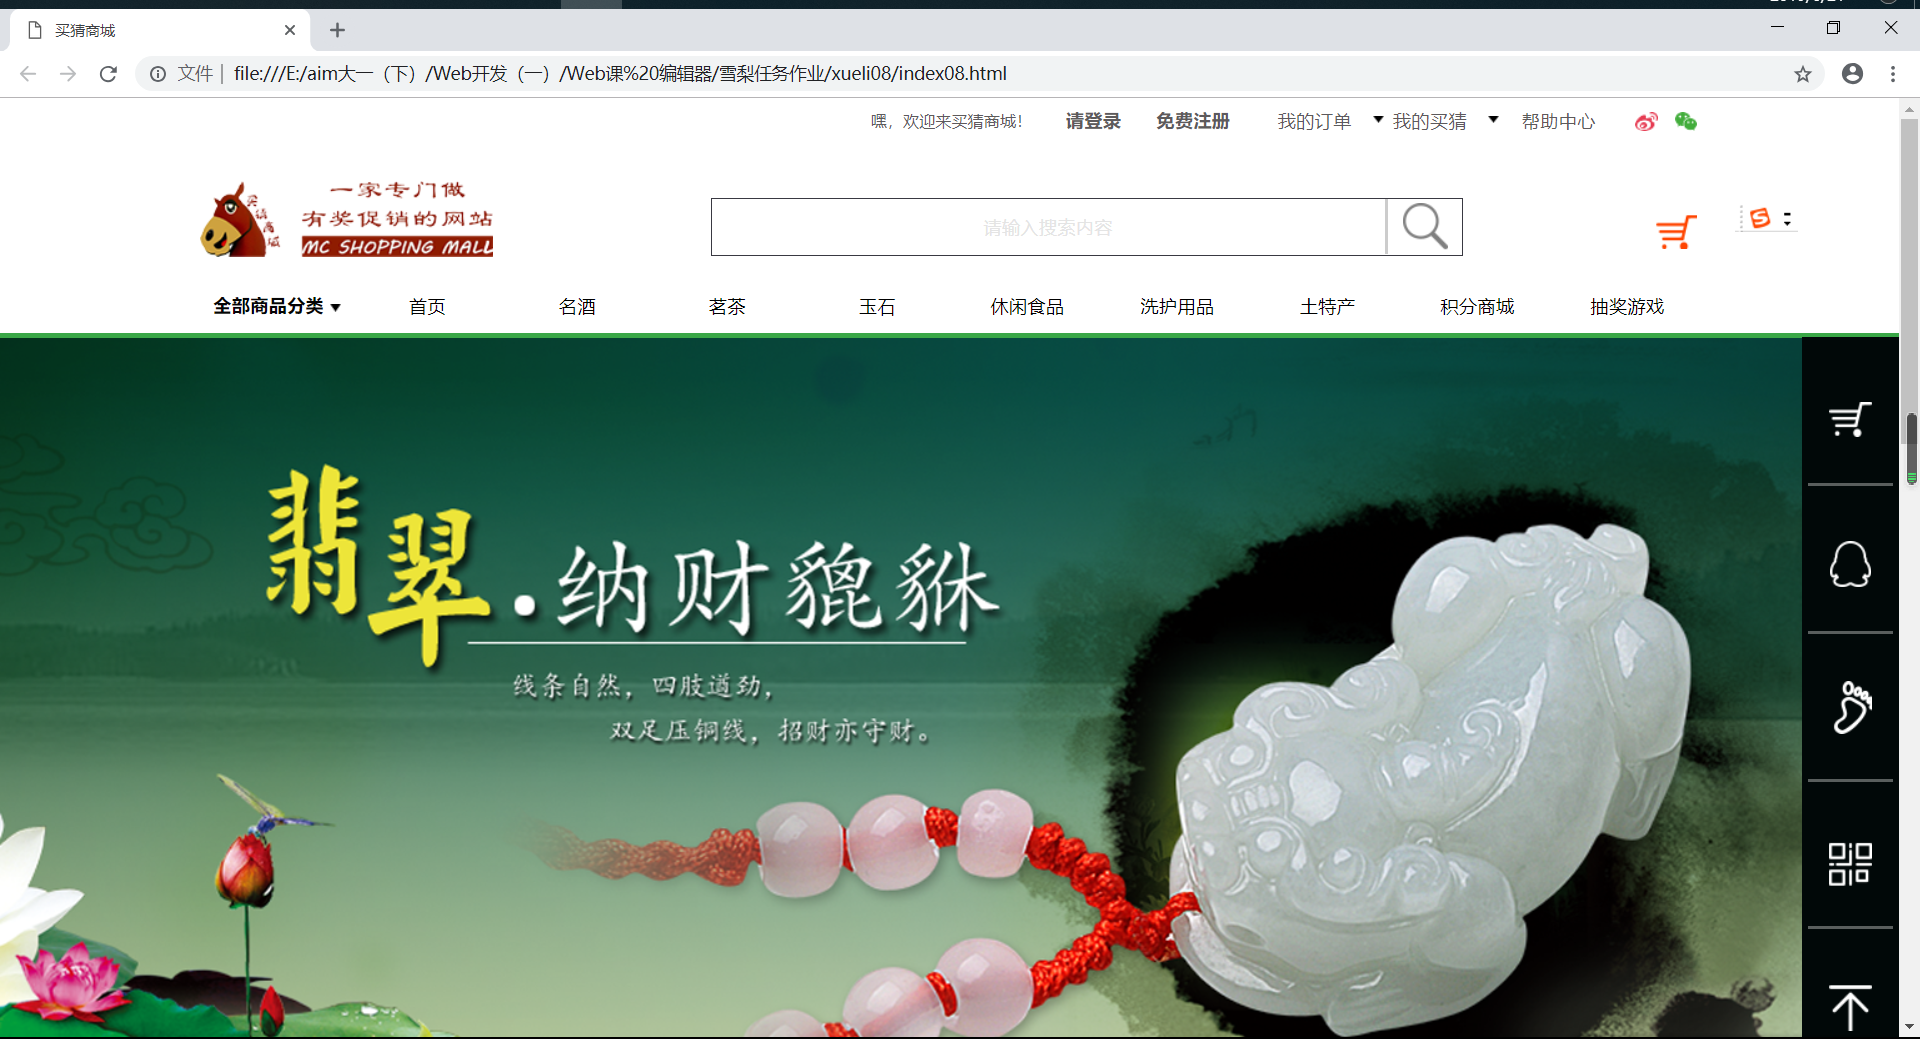 买猜商城
文件 | file:///E:/aim大一（下）/Web开发（一）/Web课%20编辑器/雪梨任务作业/xueli08/index08.html
嘿，欢迎来买猜商城！ 请登录 免费注册 我的订单 我的买猜 帮助中心
买猜商城
一家专门做
有奖促销的网站
MC SHOPPING MALL
请输入搜索内容
全部商品分类 首页 名酒 茗茶 玉石 休闲食品 洗护用品 土特产 积分商城 抽奖游戏
翡翠.纳财貔貅
线条自然，四肢遒劲，
双足压铜线，招财亦守财。